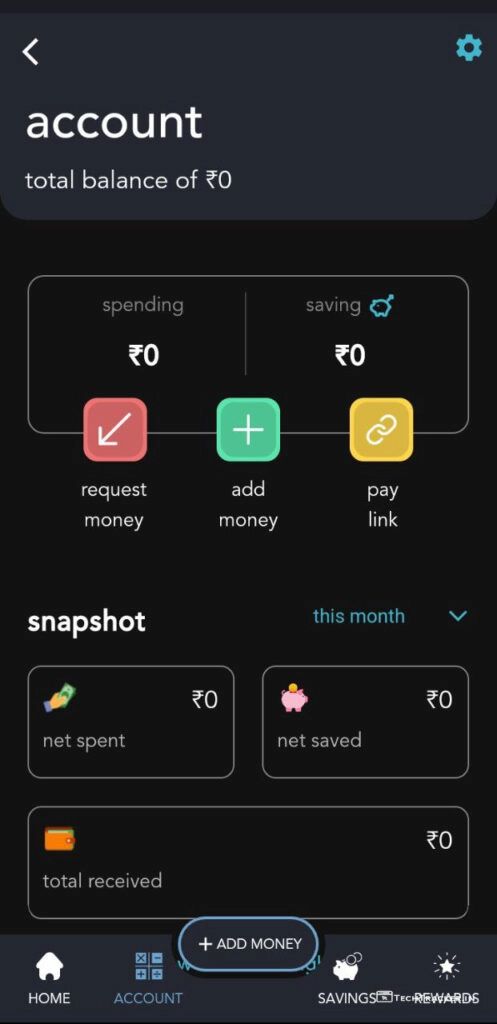 account
total balance of ₹0
spending
saving
₹0
₹0
request
money
add
money
pay
link
snapshot
this month
₹0
net spent
₹0
net saved
₹0
total received
+ ADD MONEY
HOME
ACCOUNT
SAVINGS
REWARDS